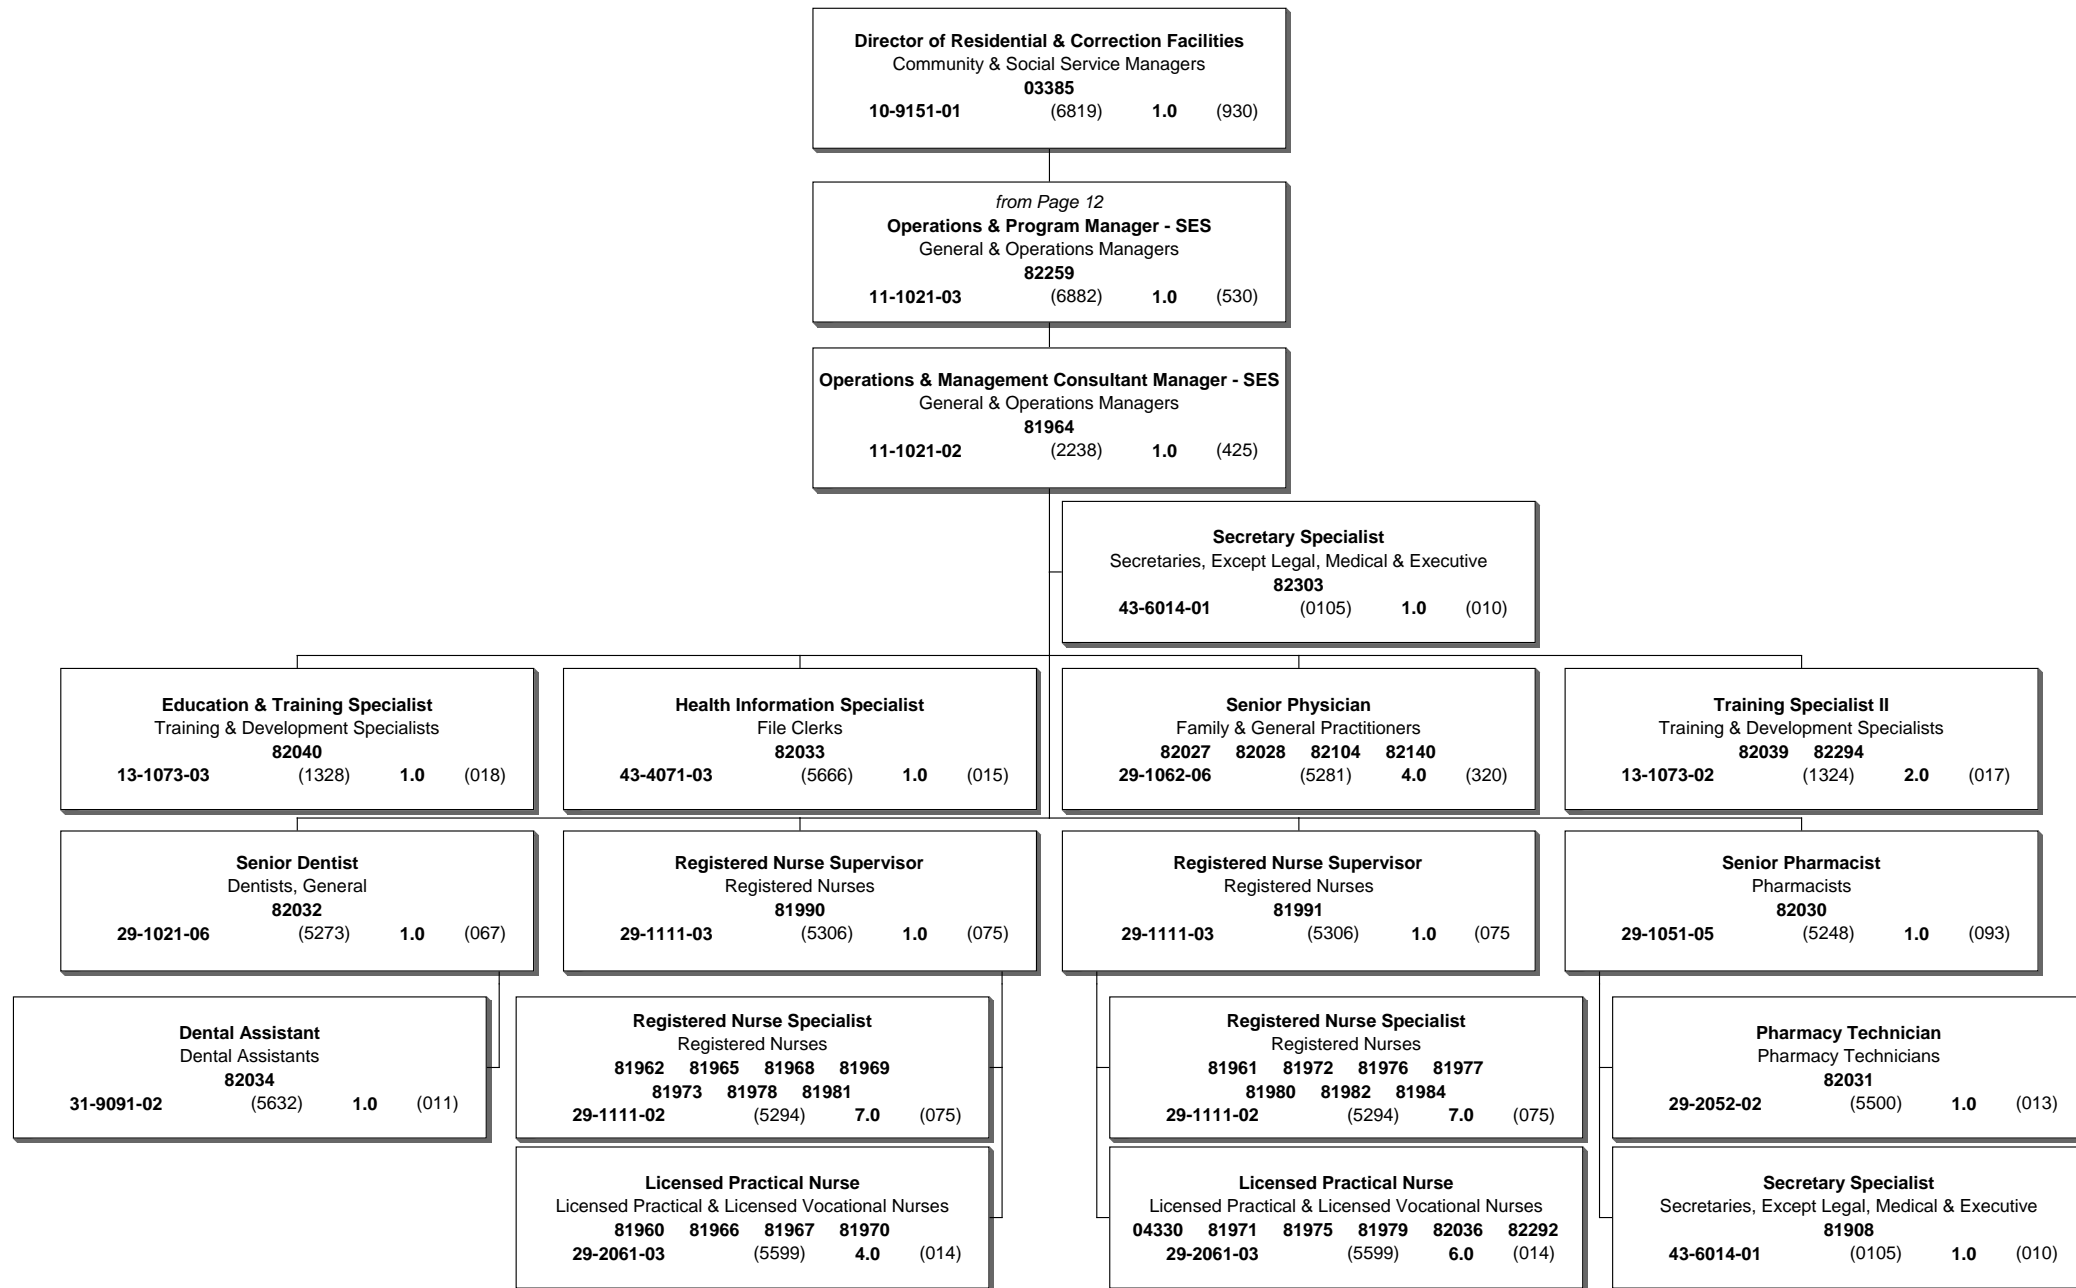 Director of Residential & Correction Facilities
Community & Social Service Managers
03385
10-9151-01 (6819) 1.0 (930)
from Page 12
Operations & Program Manager - SES
General & Operations Managers
82259
11-1021-03 (6882) 1.0 (530)
Operations & Management Consultant Manager - SES
General & Operations Managers
81964
11-1021-02 (2238) 1.0 (425)
Secretary Specialist
Secretaries, Except Legal, Medical & Executive
82303
43-6014-01 (0105) 1.0 (010)
Education & Training Specialist
Training & Development Specialists
82040
13-1073-03 (1328) 1.0 (018)
Health Information Specialist
File Clerks
82033
43-4071-03 (5666) 1.0 (015)
Senior Physician
Family & General Practitioners
82027 82028 82104 82140
29-1062-06 (5281) 4.0 (320)
Training Specialist II
Training & Development Specialists
82039 82294
13-1073-02 (1324) 2.0 (017)
Senior Dentist
Dentists, General
82032
29-1021-06 (5273) 1.0 (067)
Registered Nurse Supervisor
Registered Nurses
81990
29-1111-03 (5306) 1.0 (075)
Registered Nurse Supervisor
Registered Nurses
81991
29-1111-03 (5306) 1.0 (075
Senior Pharmacist
Pharmacists
82030
29-1051-05 (5248) 1.0 (093)
Dental Assistant
Dental Assistants
82034
31-9091-02 (5632) 1.0 (011)
Registered Nurse Specialist
Registered Nurses
81962 81965 81968 81969
81973 81978 81981
29-1111-02 (5294) 7.0 (075)
Registered Nurse Specialist
Registered Nurses
81961 81972 81976 81977
81980 81982 81984
29-1111-02 (5294) 7.0 (075)
Pharmacy Technician
Pharmacy Technicians
82031
29-2052-02 (5500) 1.0 (013)
Licensed Practical Nurse
Licensed Practical & Licensed Vocational Nurses
81960 81966 81967 81970
29-2061-03 (5599) 4.0 (014)
Licensed Practical Nurse
Licensed Practical & Licensed Vocational Nurses
04330 81971 81975 81979 82036 82292
29-2061-03 (5599) 6.0 (014)
Secretary Specialist
Secretaries, Except Legal, Medical & Executive
81908
43-6014-01 (0105) 1.0 (010)